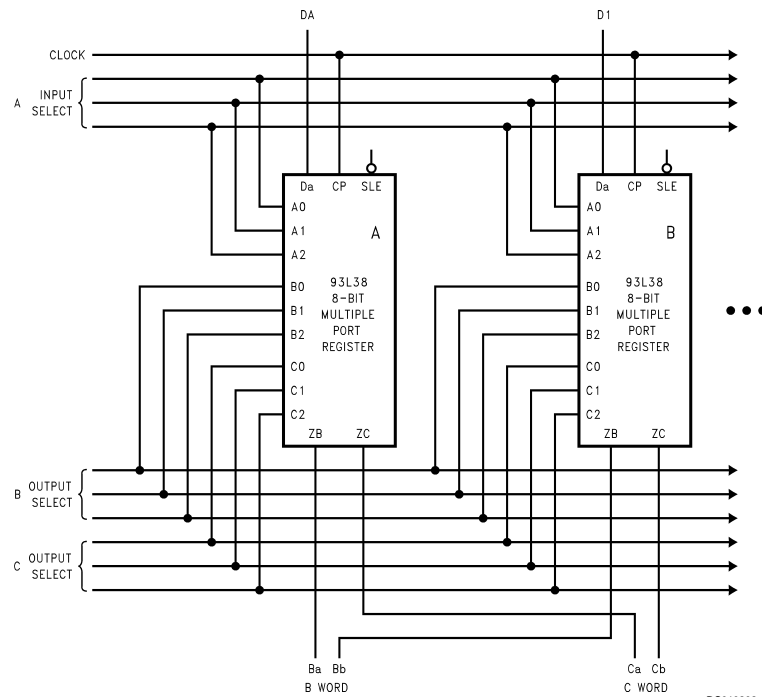 DA D1
CLOCK
A INPUT SELECT
Da CP SLE Da CP SLE
A0 A0
A1 A B A1
A2 A2
B0 93L38 B0 93L38
8-BIT 8-BIT
B1 MULTIPLE B1 MULTIPLE
B2 PORT B2 PORT
REGISTER REGISTER
C0 C0
C1 C1
C2 C2
ZB ZC ZB ZC
B OUTPUT SELECT
C OUTPUT SELECT
Ba Bb Ca Cb
B WORD C WORD